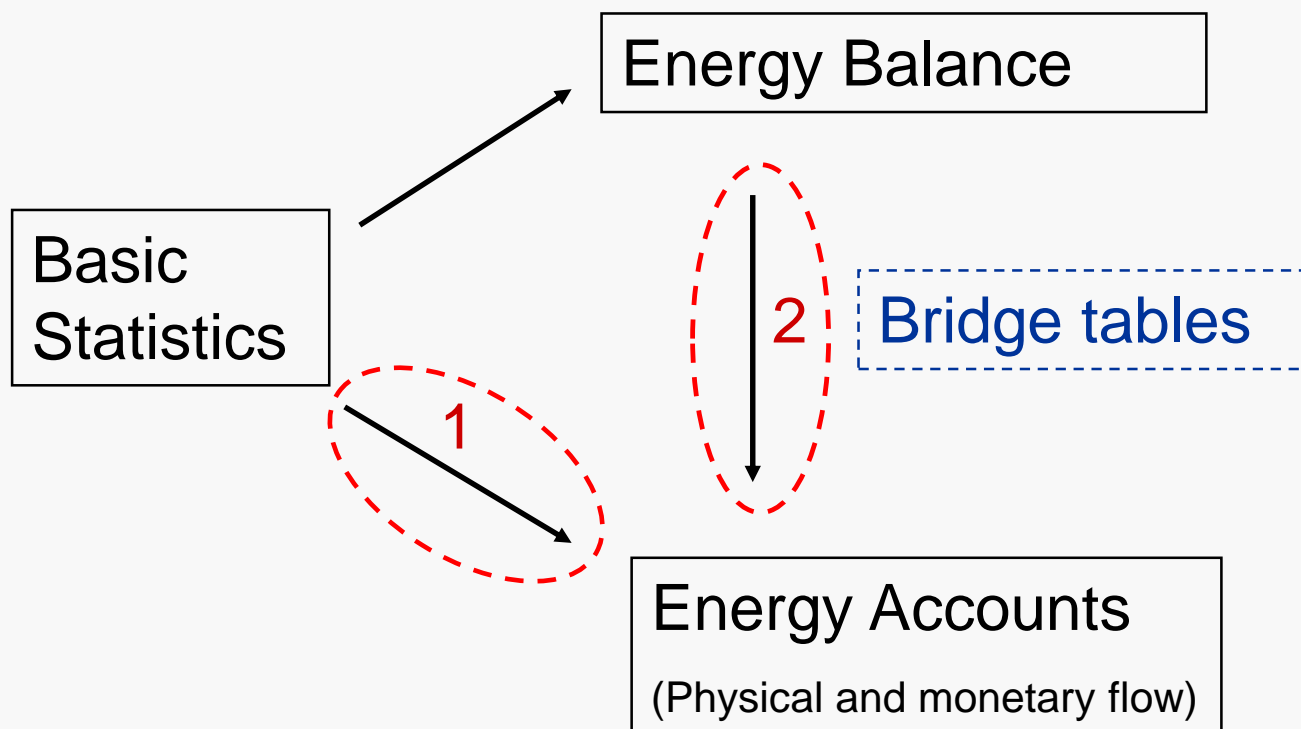 Energy Balance
Basic
Statistics
2
Bridge tables
1
Energy Accounts
(Physical and monetary flow)